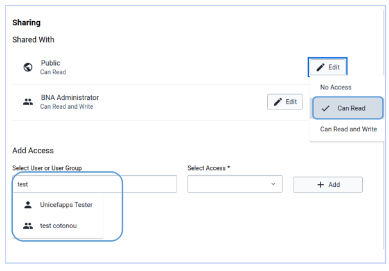 Sharing
Shared With
Public
Can Read
Edit
No Access
Can Read
Can Read and Write
BNA Administrator
Can Read and Write
Edit
Add Access
Select User or User Group
Select Access *
test
+ Add
Unicefapps Tester
test cotonou